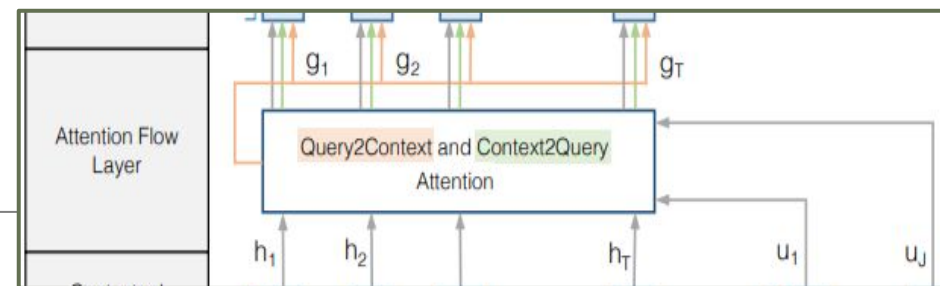 g1 g2 gT
Attention Flow
Layer
Query2Context and Context2Query
Attention
h1 h2 hT u1 uJ